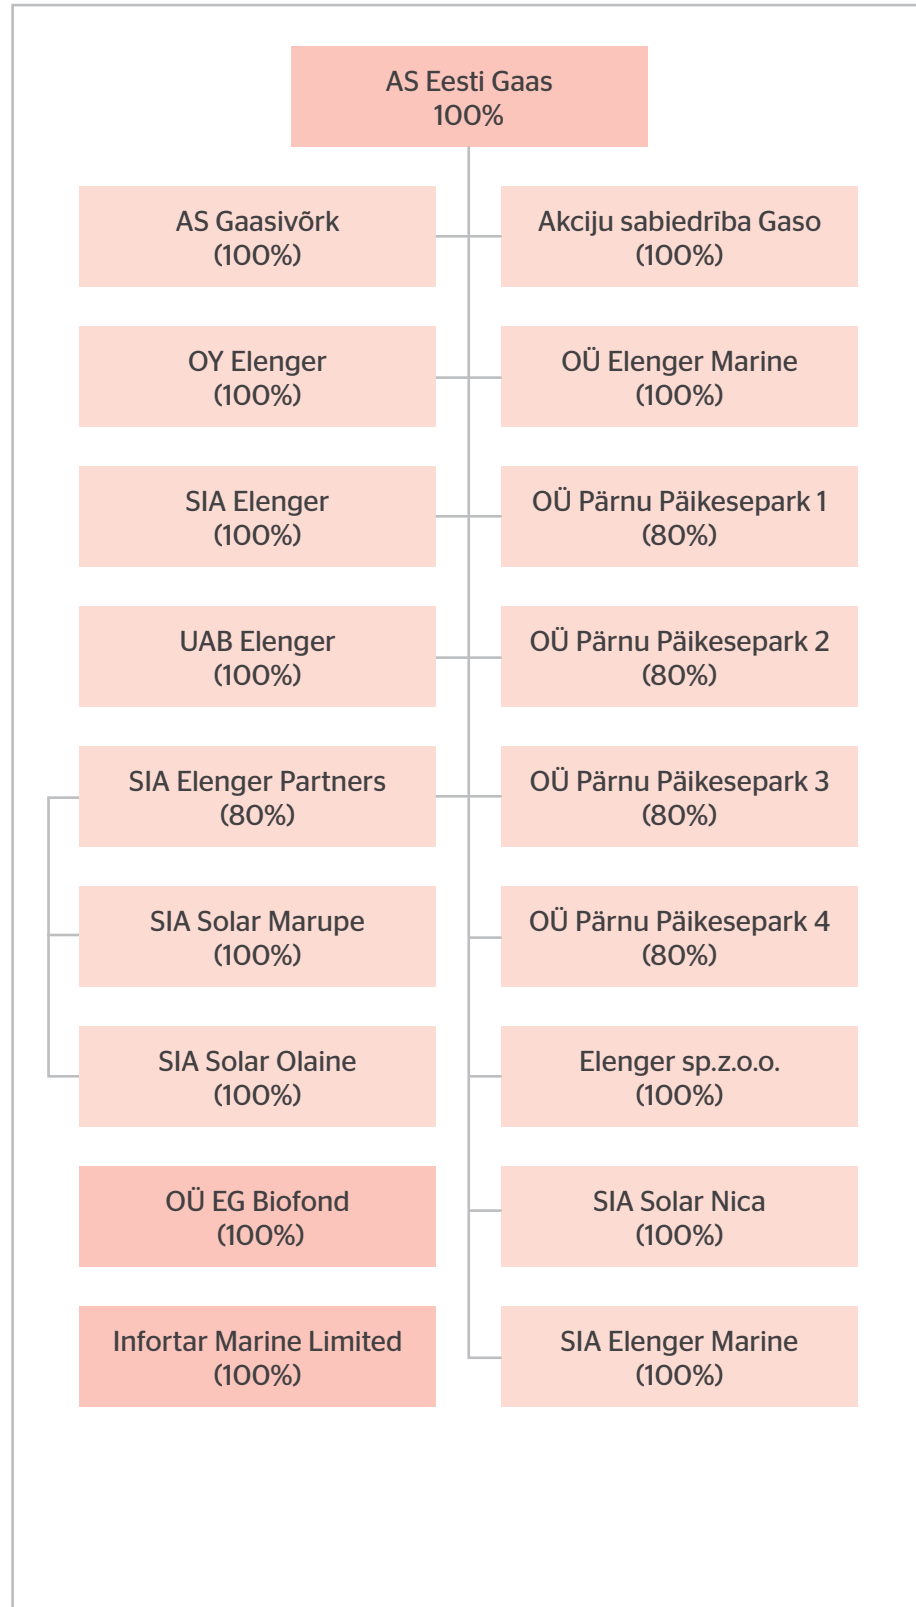 AS Eesti Gaas
100%
AS Gaasivõrk
(100%)
Akciju sabiedrība Gaso
(100%)
OY Elenger
(100%)
OÜ Elenger Marine
(100%)
SIA Elenger
(100%)
OÜ Pärnu Päikesepark 1
(80%)
UAB Elenger
(100%)
OÜ Pärnu Päikesepark 2
(80%)
SIA Elenger Partners
(80%)
OÜ Pärnu Päikesepark 3
(80%)
SIA Solar Marupe
(100%)
OÜ Pärnu Päikesepark 4
(80%)
SIA Solar Olaine
(100%)
Elenger sp.z.o.o.
(100%)
OÜ EG Biofond
(100%)
SIA Solar Nica
(100%)
Infortar Marine Limited
(100%)
SIA Elenger Marine
(100%)